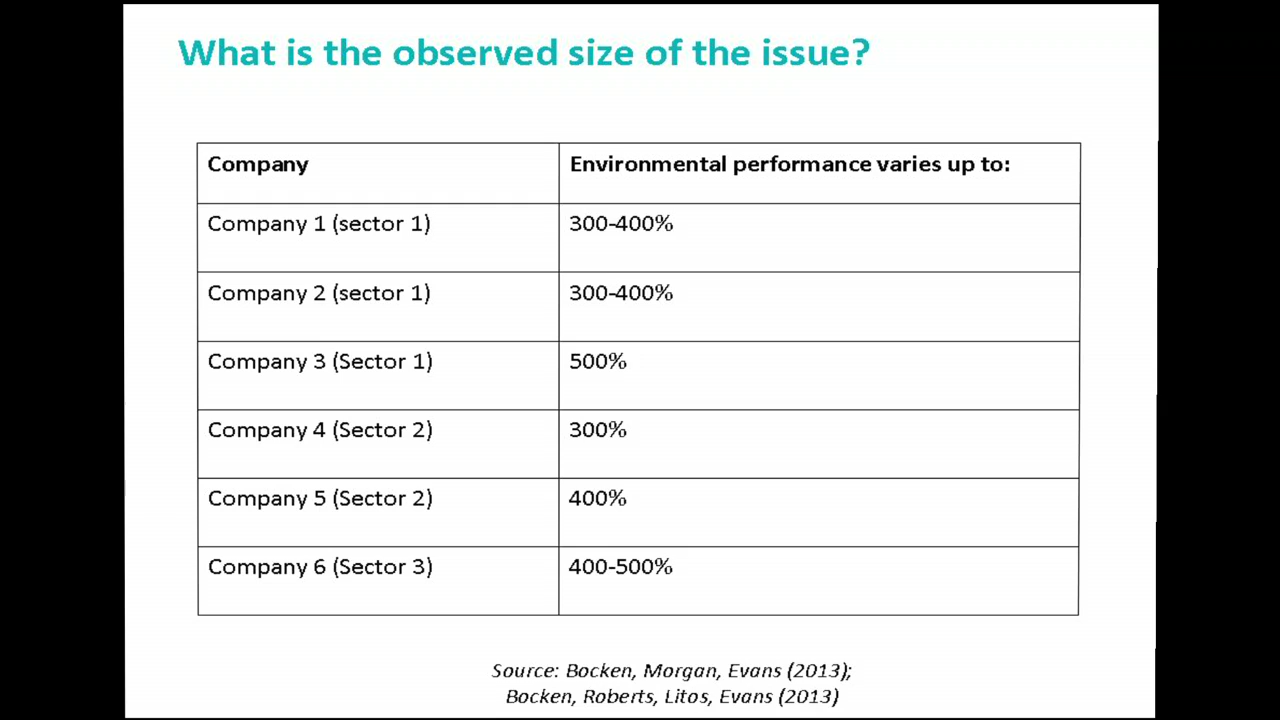 What is the observed size of the issue?
Company Environmental performance varies up to:
Company 1 (sector 1) 300-400%
Company 2 (sector 1) 300-400%
Company 3 (Sector 1) 500%
Company 4 (Sector 2) 300%
Company 5 (Sector 2) 400%
Company 6 (Sector 3) 400-500%
Source: Bocken, Morgan, Evans (2013);
Bocken, Roberts, Litos, Evans (2013)